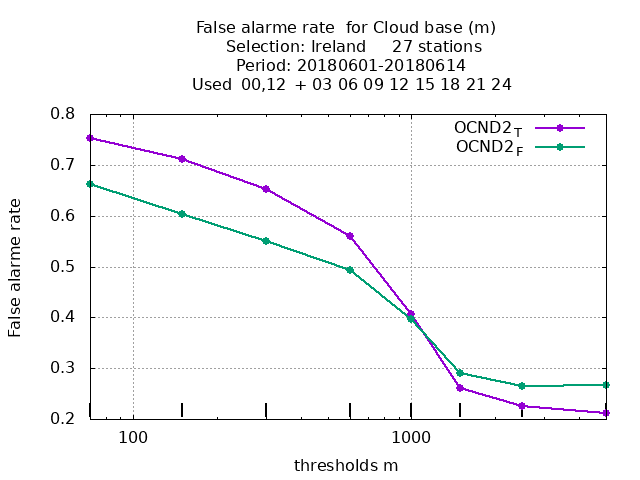 False alarme rate  for Cloud base (m)
Selection: Ireland     27 stations
Period: 20180601-20180614
Used  00,12  + 03 06 09 12 15 18 21 24
OCND2_T
OCND2_F
0.8
0.7
0.6
0.5
0.4
0.3
0.2
False alarme rate
100
1000
thresholds m